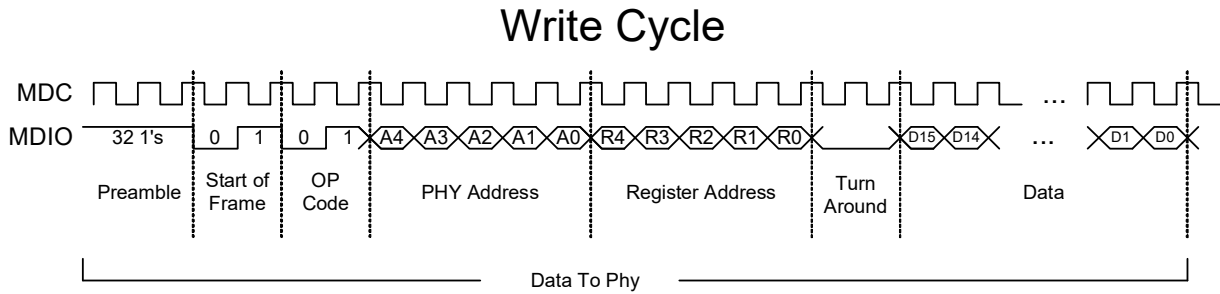 Write Cycle
MDC ...
MDIO 32 1's 0 1 0 1 A4 A3 A2 A1 A0 R4 R3 R2 R1 R0 D15 D14 ... D1 D0
Preamble
Start of
Frame
OP
Code
PHY Address
Register Address
Turn
Around
Data
Data To Phy